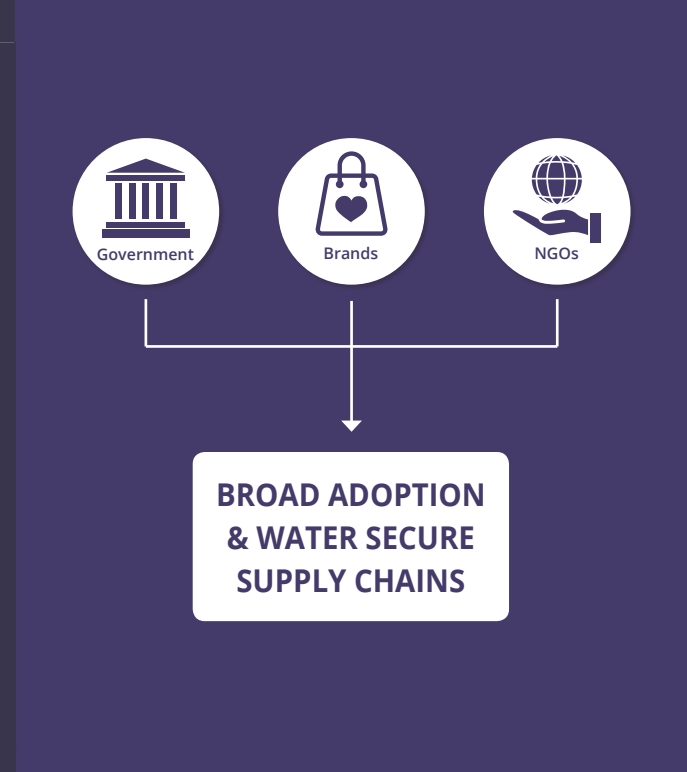 Government
Brands
NGOs
BROAD ADOPTION
& WATER SECURE
SUPPLY CHAINS